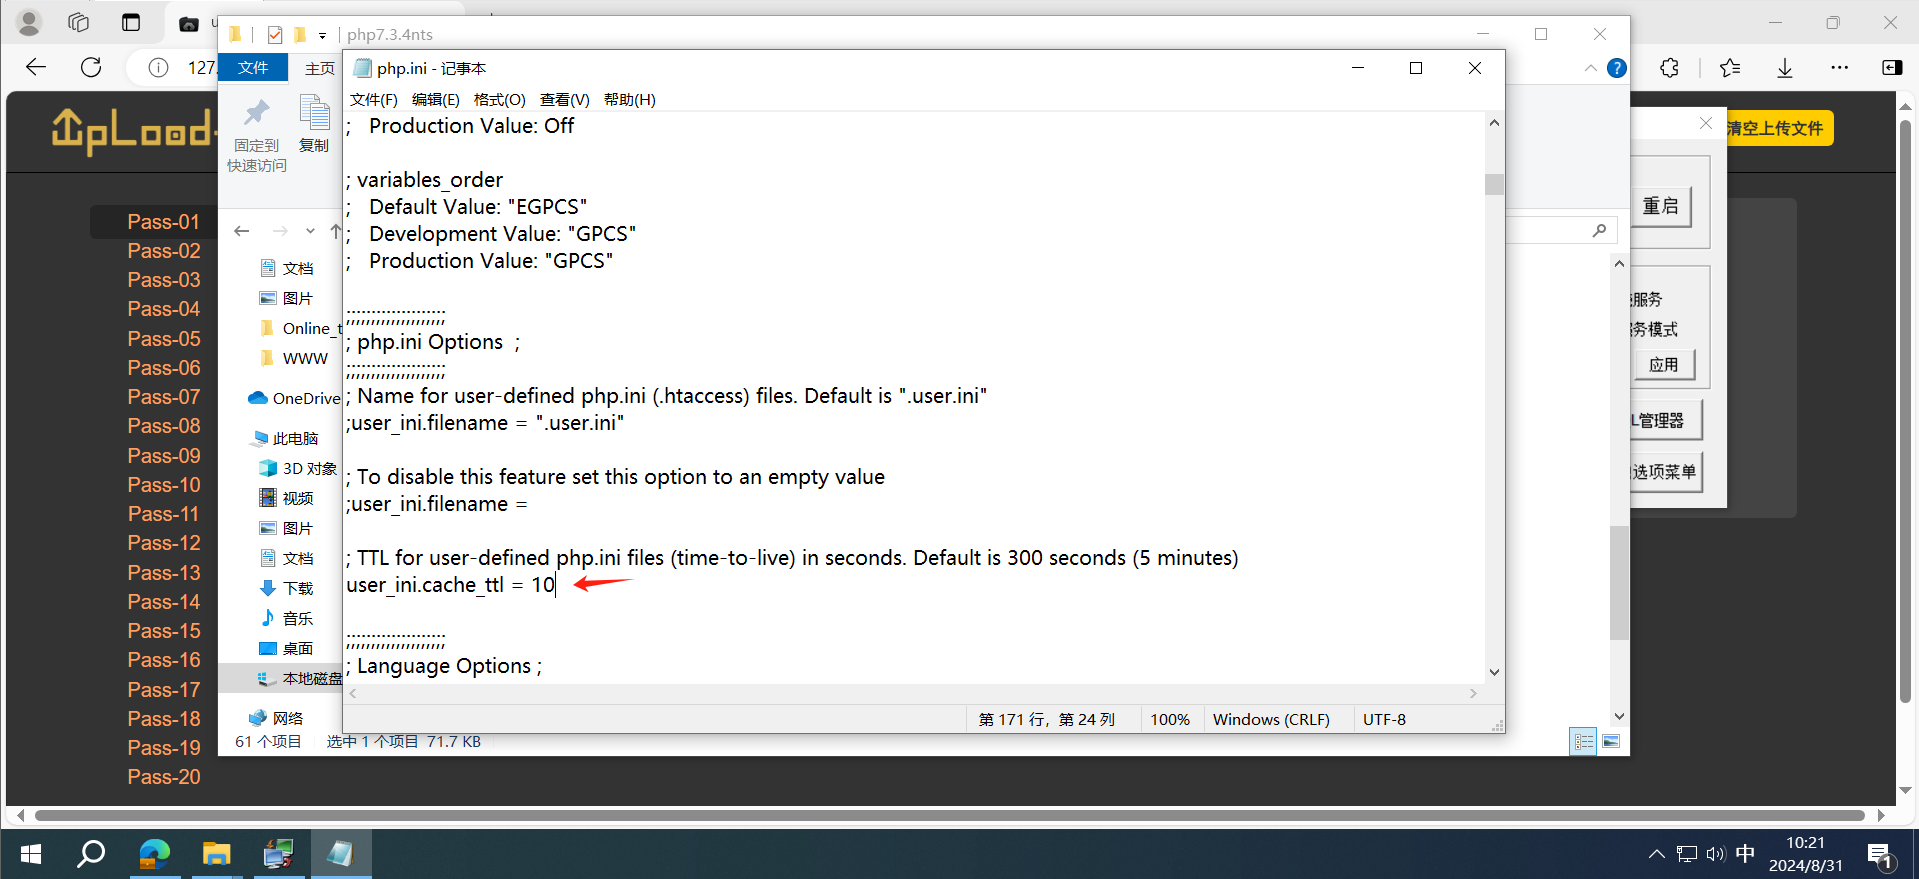 php7.3.4nts
127.
文件
主页
固定到
快速访问
复制
UpLoad-
清空上传文件
Pass-01
Pass-02
Pass-03
Pass-04
Pass-05
Pass-06
Pass-07
Pass-08
Pass-09
Pass-10
Pass-11
Pass-12
Pass-13
Pass-14
Pass-15
Pass-16
Pass-17
Pass-18
Pass-19
Pass-20
文档
图片
Online_t
WWW
OneDrive
此电脑
3D 对象
视频
图片
文档
下载
音乐
桌面
本地磁盘
网络
61 个项目
选中 1 个项目 71.7 KB
php.ini - 记事本
文件(F) 编辑(E) 格式(O) 查看(V) 帮助(H)
;   Production Value: Off
; variables_order
;   Default Value: "EGPCS"
;   Development Value: "GPCS"
;   Production Value: "GPCS"
;;;;;;;;;;;;;;;;;;;;
; php.ini Options  ;
;;;;;;;;;;;;;;;;;;;;
; Name for user-defined php.ini (.htaccess) files. Default is ".user.ini"
;user_ini.filename = ".user.ini"
; To disable this feature set this option to an empty value
;user_ini.filename =
; TTL for user-defined php.ini files (time-to-live) in seconds. Default is 300 seconds (5 minutes)
user_ini.cache_ttl = 10
;;;;;;;;;;;;;;;;;;;;
; Language Options ;
第 171 行，第 24 列
100%
Windows (CRLF)
UTF-8
重启
服务
务模式
应用
L管理器
选项菜单
中
10:21
2024/8/31
1